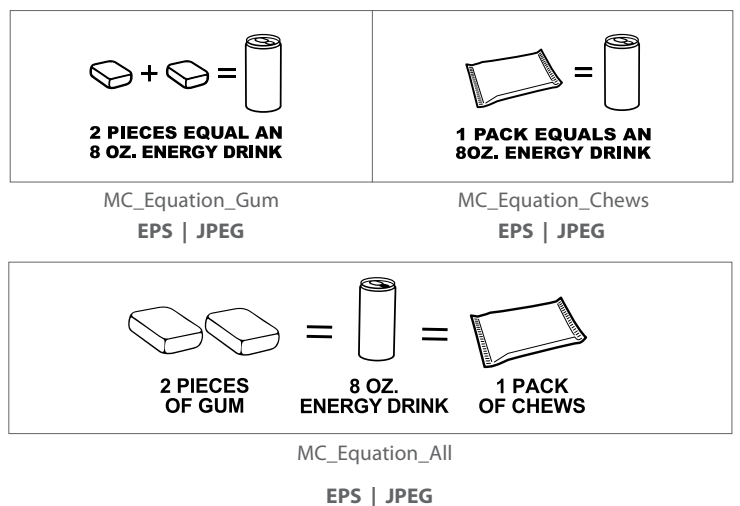 2 PIECES EQUAL AN
8 OZ. ENERGY DRINK
MC_Equation_Gum
EPS | JPEG
1 PACK EQUALS AN
8OZ. ENERGY DRINK
MC_Equation_Chews
EPS | JPEG
2 PIECES
OF GUM
8 OZ.
ENERGY DRINK
1 PACK
OF CHEWS
MC_Equation_All
EPS | JPEG